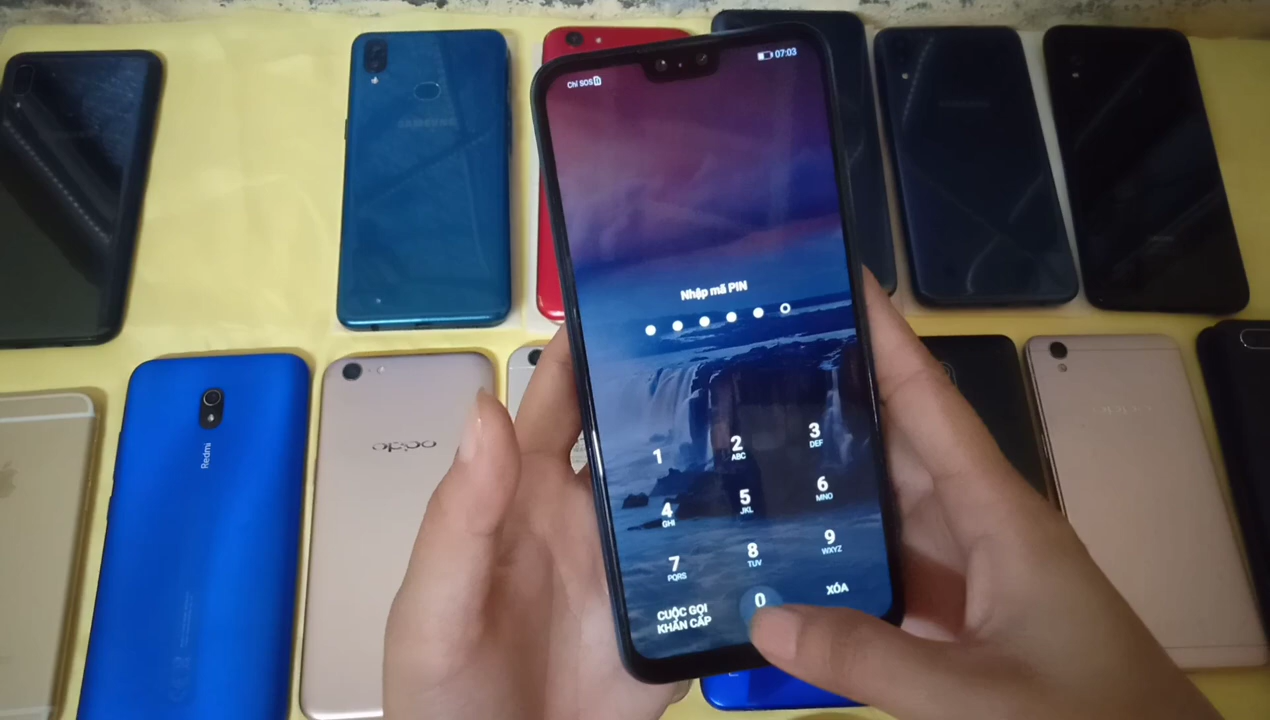 Chỉ SOS
07:03
SAMSUNG
Nhập mã PIN
1
2
ABC
3
DEF
4
GHI
5
JKL
6
MNO
7
PQRS
8
TUV
9
WXYZ
CUỘC GỌI
KHẨN CẤP
0
XÓA
Redmi
oppo